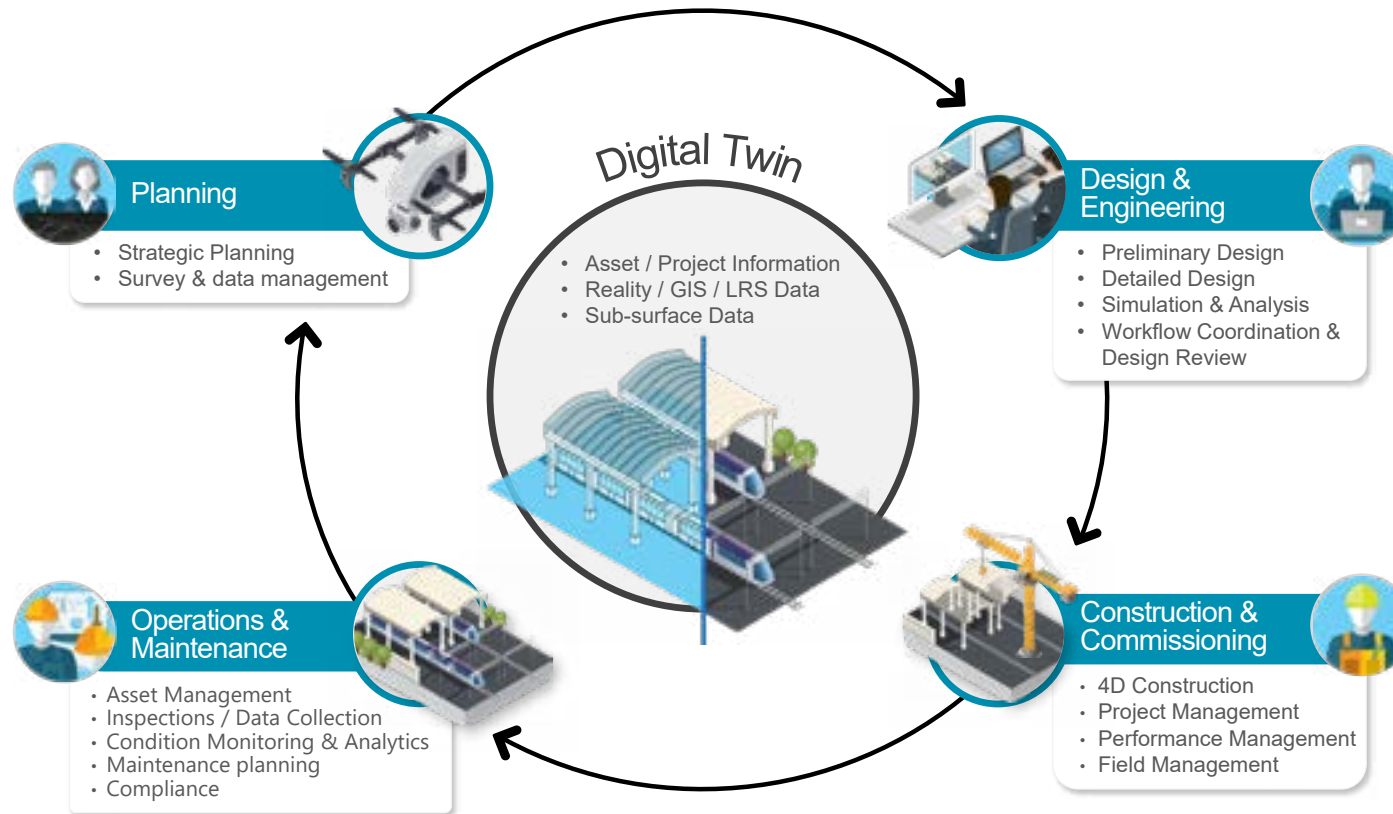 Digital Twin
• Asset / Project Information
• Reality / GIS / LRS Data
• Sub-surface Data
Planning
• Strategic Planning
• Survey & data management
Design &
Engineering
• Preliminary Design
• Detailed Design
• Simulation & Analysis
• Workflow Coordination &
Design Review
Construction &
Commissioning
• 4D Construction
• Project Management
• Performance Management
• Field Management
Operations &
Maintenance
• Asset Management
• Inspections / Data Collection
• Condition Monitoring & Analytics
• Maintenance planning
• Compliance